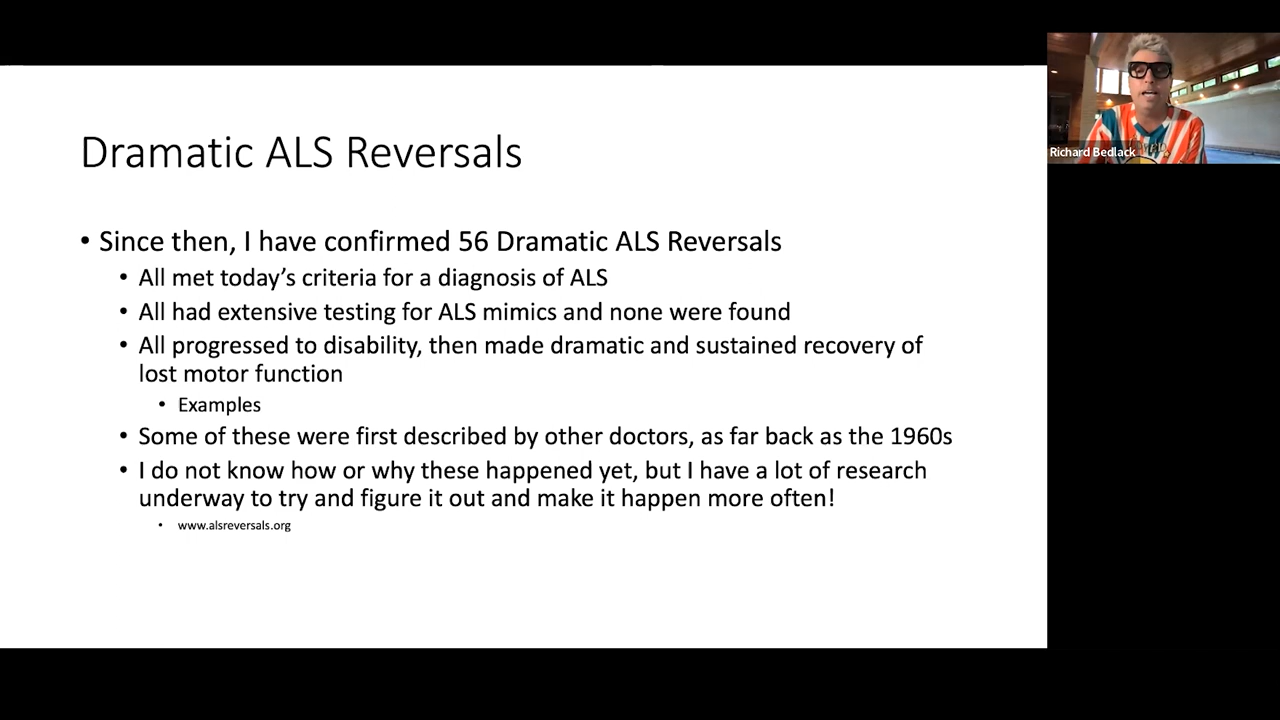 Dramatic ALS Reversals
• Since then, I have confirmed 56 Dramatic ALS Reversals
• All met today’s criteria for a diagnosis of ALS
• All had extensive testing for ALS mimics and none were found
• All progressed to disability, then made dramatic and sustained recovery of
lost motor function
• Examples
• Some of these were first described by other doctors, as far back as the 1960s
• I do not know how or why these happened yet, but I have a lot of research
underway to try and figure it out and make it happen more often!
• www.alsreversals.org
Richard Bedlack